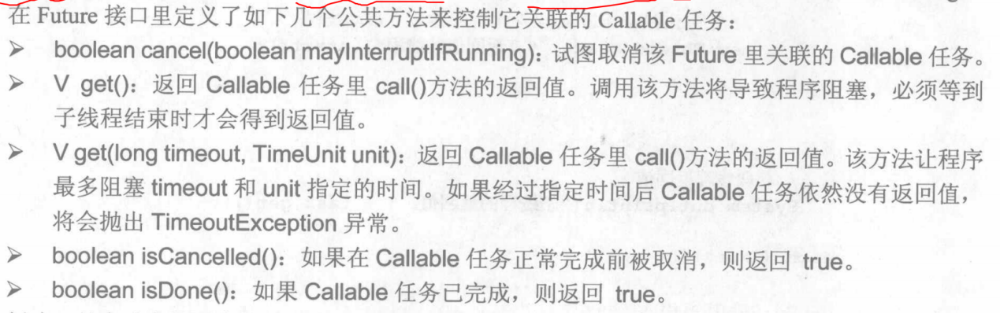 在 Future 接口里定义了如下几个公共方法来控制它关联的 Callable 任务：
➢ boolean cancel(boolean mayInterruptIfRunning)：试图取消该 Future 里关联的 Callable 任务。
➢ V get()：返回 Callable 任务里 call()方法的返回值。调用该方法将导致程序阻塞，必须等到
子线程结束时才会得到返回值。
➢ V get(long timeout, TimeUnit unit)：返回 Callable 任务里 call()方法的返回值。该方法让程序
最多阻塞 timeout 和 unit 指定的时间。如果经过指定时间后 Callable 任务依然没有返回值，
将会抛出 TimeoutException 异常。
➢ boolean isCancelled()：如果在 Callable 任务正常完成前被取消，则返回 true。
➢ boolean isDone()：如果 Callable 任务已完成，则返回 true。